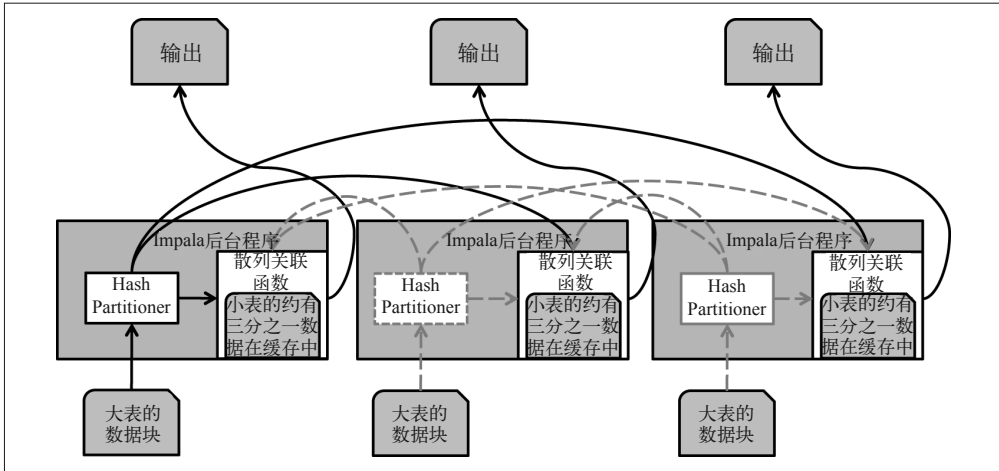 输出
输出
输出
Impala后台程序
Impala后台程序
Impala后台程序
散列关联
函数
Hash
Partitioner
小表的约有
三分之一数
据在缓存中
散列关联
函数
Hash
Partitioner
小表的约有
三分之一数
据在缓存中
散列关联
函数
Hash
Partitioner
小表的约有
三分之一数
据在缓存中
大表的
数据块
大表的
数据块
大表的
数据块